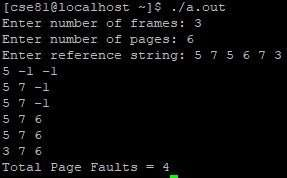 [cse81@localhost ~]$ ./a.out
Enter number of frames: 3
Enter number of pages: 6
Enter reference string: 5 7 5 6 7 3
5 -1 -1
5 7 -1
5 7 -1
5 7 6
5 7 6
3 7 6
Total Page Faults = 4